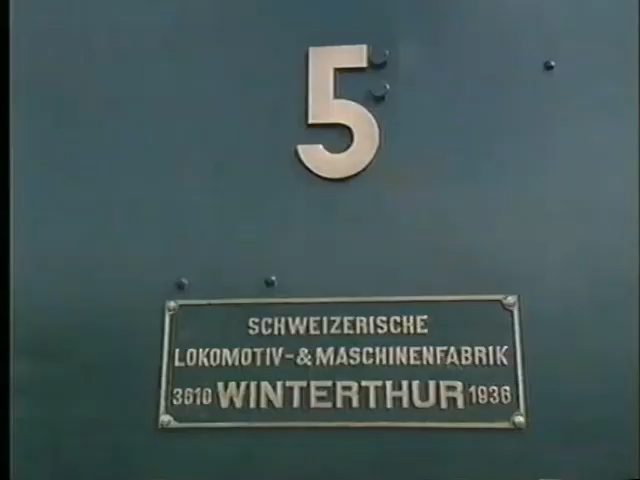 5
SCHWEIZERISCHE
LOKOMOTIV-&MASCHINENFABRIK
3610 WINTERTHUR 1936